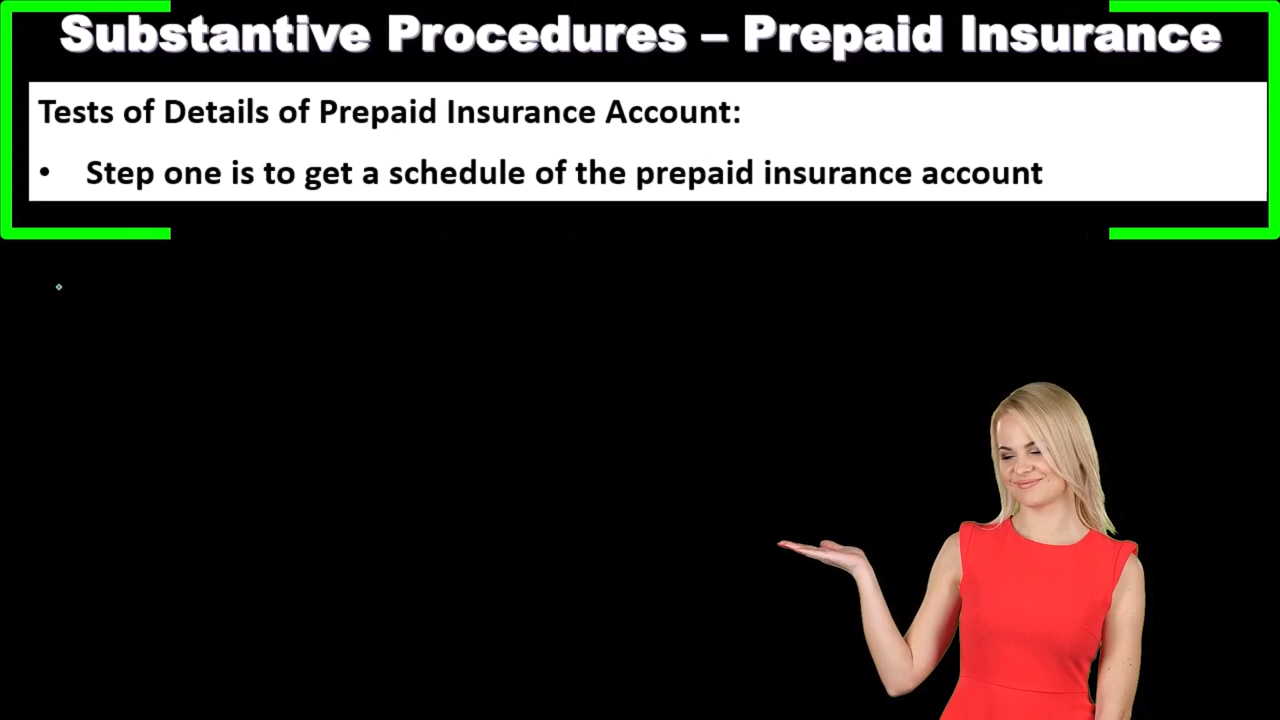 Substantive Procedures – Prepaid Insurance
Tests of Details of Prepaid Insurance Account:
• Step one is to get a schedule of the prepaid insurance account